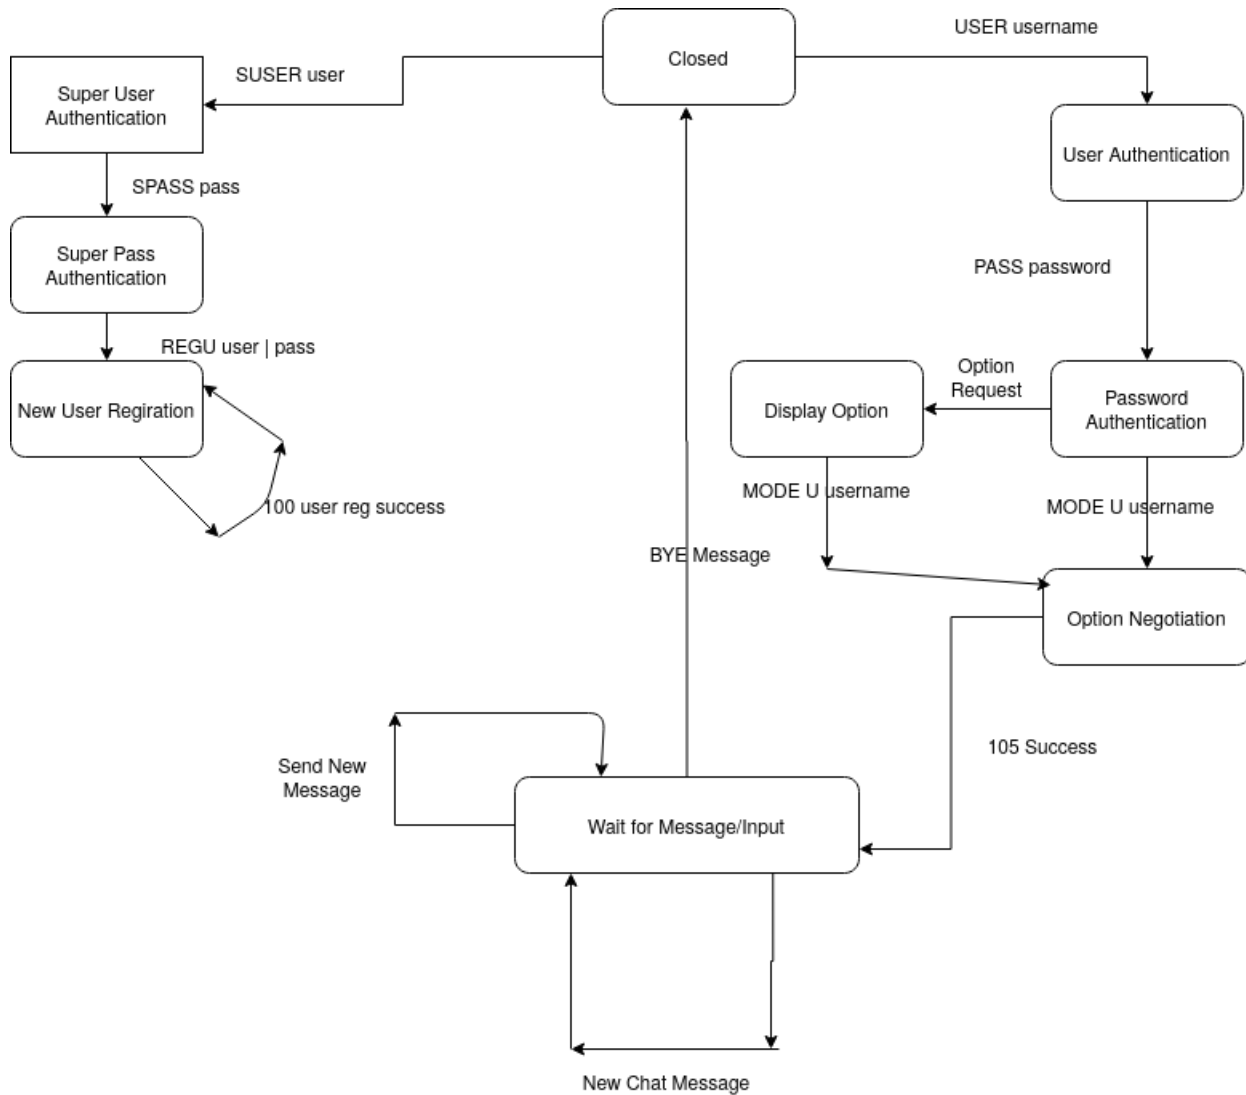 USER username
Closed
SUSER user
Super User
Authentication
User Authentication
SPASS pass
Super Pass
Authentication
PASS password
REGU user | pass
Option
Request
New User Regiration
Display Option
Password
Authentication
MODE U username
MODE U username
100 user reg success
BYE Message
Option Negotiation
105 Success
Send New
Message
Wait for Message/Input
New Chat Message